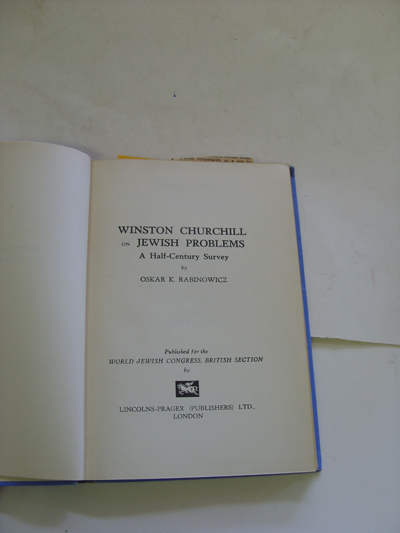 WINSTON CHURCHILL
ON JEWISH PROBLEMS
A Half-Century Survey
by
OSKAR K. RABINOWICZ
Published for the
WORLD JEWISH CONGRESS, BRITISH SECTION
by
LINCOLNS-PRAGER (PUBLISHERS) LTD.,
LONDON